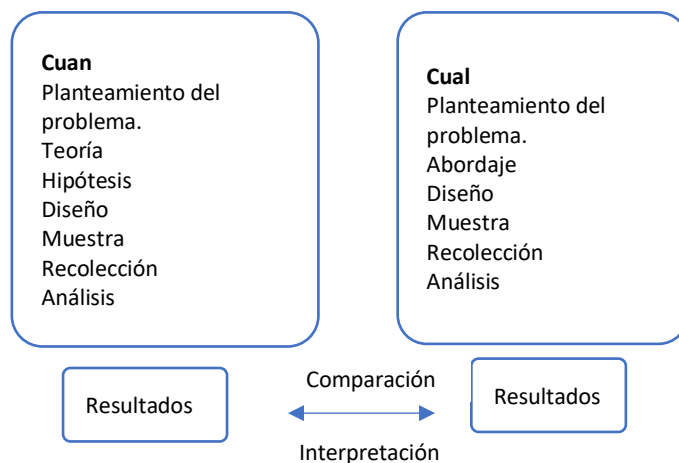 Cuan
Planteamiento del
problema.
Teoría
Hipótesis
Diseño
Muestra
Recolección
Análisis
Cual
Planteamiento del
problema.
Abordaje
Diseño
Muestra
Recolección
Análisis
Resultados
Comparación
Interpretación
Resultados